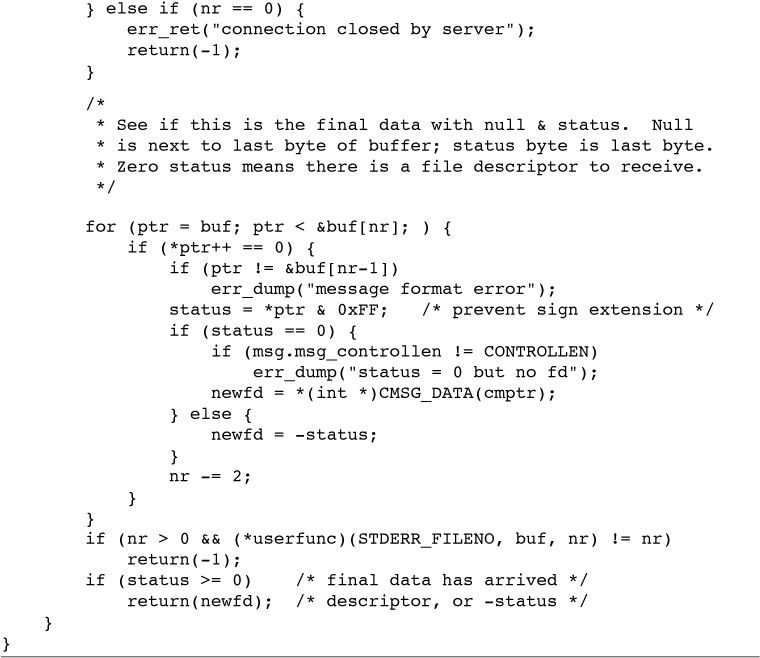 } else if (nr == 0) {
err_ret("connection closed by server");
return(-1);
}
/*
* See if this is the final data with null & status.  Null
* is next to last byte of buffer; status byte is last byte.
* Zero status means there is a file descriptor to receive.
*/
for (ptr = buf; ptr < &buf[nr]; ) {
if (*ptr++ == 0) {
if (ptr != &buf[nr-1])
err_dump("message format error");
status = *ptr & 0xFF;   /* prevent sign extension */
if (status == 0) {
if (msg.msg_controllen != CONTROLLEN)
err_dump("status = 0 but no fd");
newfd = *(int *)CMSG_DATA(cmptr);
} else {
newfd = -status;
}
nr -= 2;
}
}
if (nr > 0 && (*userfunc)(STDERR_FILENO, buf, nr) != nr)
return(-1);
if (status >= 0)    /* final data has arrived */
return(newfd);  /* descriptor, or -status */
}
}